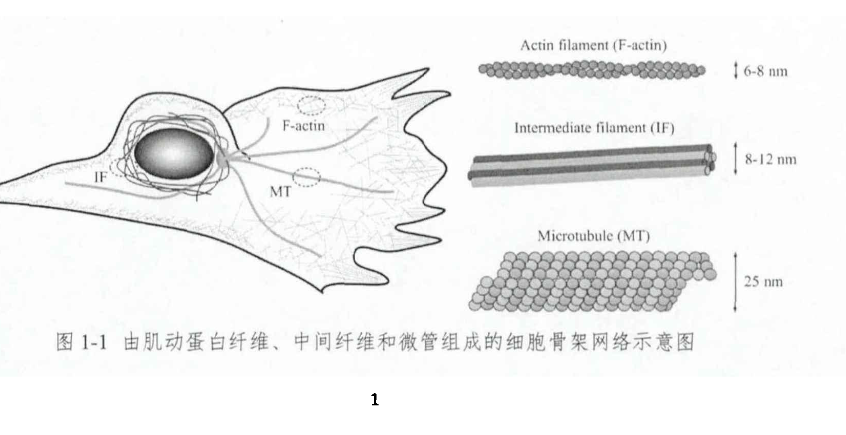 Actin filament (F-actin)
6-8 nm
F-actin
Intermediate filament (IF)
8-12 nm
IF
MT
Microtubule (MT)
25 nm
图 1-1 由肌动蛋白纤维、中间纤维和微管组成的细胞骨架网络示意图
1